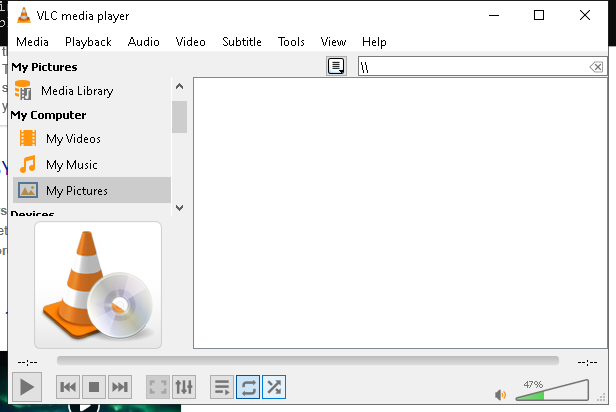 VLC media player
Media Playback Audio Video Subtitle Tools View Help
My Pictures
\\
Media Library
My Computer
My Videos
My Music
My Pictures
Devices
--:--
--:--
47%